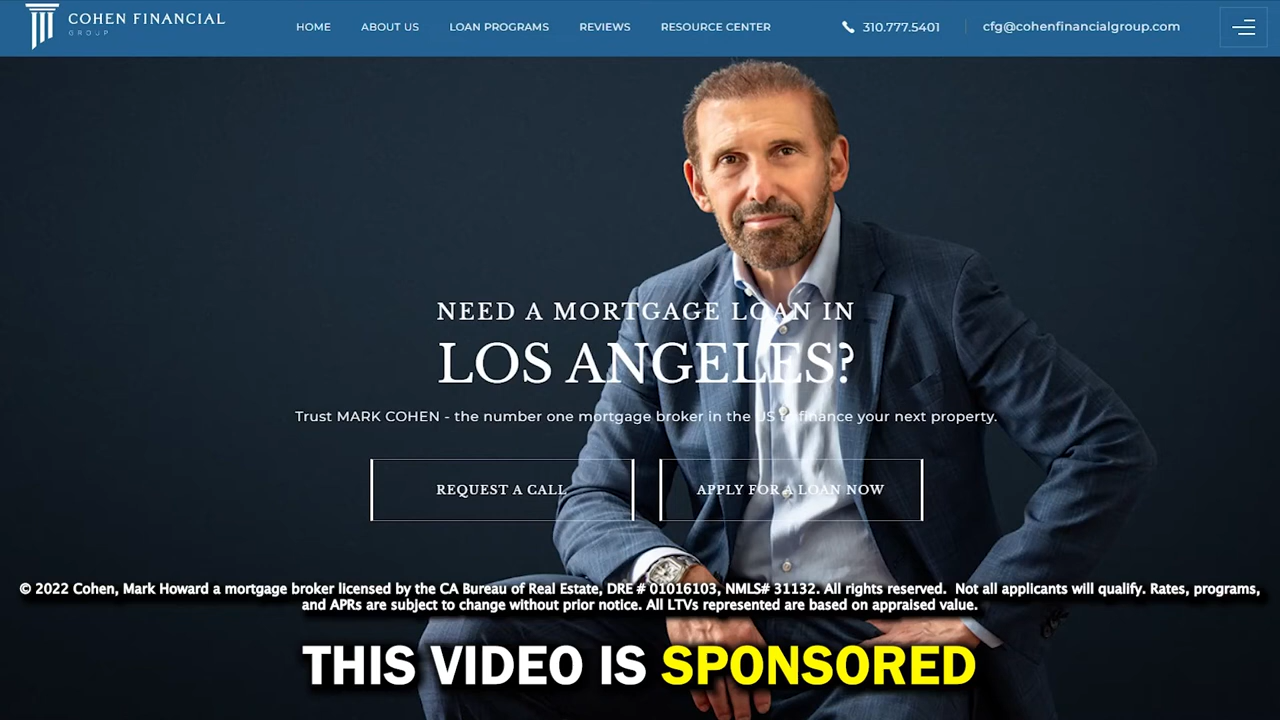 COHEN FINANCIAL
GROUP
HOME ABOUT US LOAN PROGRAMS REVIEWS RESOURCE CENTER 310.777.5401 cfg@cohenfinancialgroup.com
NEED A MORTGAGE LOAN IN
LOS ANGELES?
Trust MARK COHEN - the number one mortgage broker in the US to finance your next property.
REQUEST A CALL APPLY FOR A LOAN NOW
© 2022 Cohen, Mark Howard a mortgage broker licensed by the CA Bureau of Real Estate, DRE # 01016103, NMLS# 31132. All rights reserved. Not all applicants will qualify. Rates, programs,
and APRs are subject to change without prior notice. All LTVs represented are based on appraised value.
THIS VIDEO IS SPONSORED